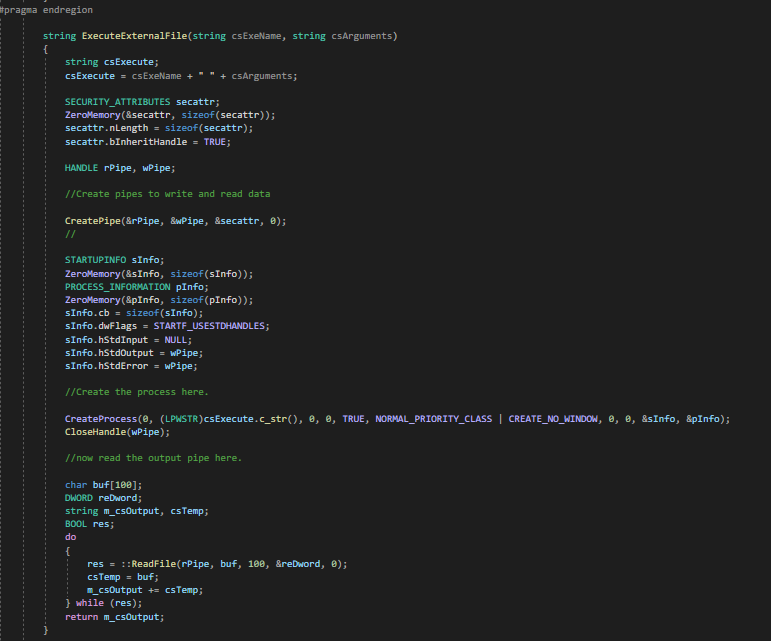 #pragma endregion
string ExecuteExternalFile(string csExeName, string csArguments)
{
string csExecute;
csExecute = csExeName + " " + csArguments;
SECURITY_ATTRIBUTES secattr;
ZeroMemory(&secattr, sizeof(secattr));
secattr.nLength = sizeof(secattr);
secattr.bInheritHandle = TRUE;
HANDLE rPipe, wPipe;
//Create pipes to write and read data
CreatePipe(&rPipe, &wPipe, &secattr, 0);
//
STARTUPINFO sInfo;
ZeroMemory(&sInfo, sizeof(sInfo));
PROCESS_INFORMATION pInfo;
ZeroMemory(&pInfo, sizeof(pInfo));
sInfo.cb = sizeof(sInfo);
sInfo.dwFlags = STARTF_USESTDHANDLES;
sInfo.hStdInput = NULL;
sInfo.hStdOutput = wPipe;
sInfo.hStdError = wPipe;
//Create the process here.
CreateProcess(0, (LPWSTR)csExecute.c_str(), 0, 0, TRUE, NORMAL_PRIORITY_CLASS | CREATE_NO_WINDOW, 0, 0, &sInfo, &pInfo);
CloseHandle(wPipe);
//now read the output pipe here.
char buf[100];
DWORD reDword;
string m_csOutput, csTemp;
BOOL res;
do
{
res = ::ReadFile(rPipe, buf, 100, &reDword, 0);
csTemp = buf;
m_csOutput += csTemp;
} while (res);
return m_csOutput;
}